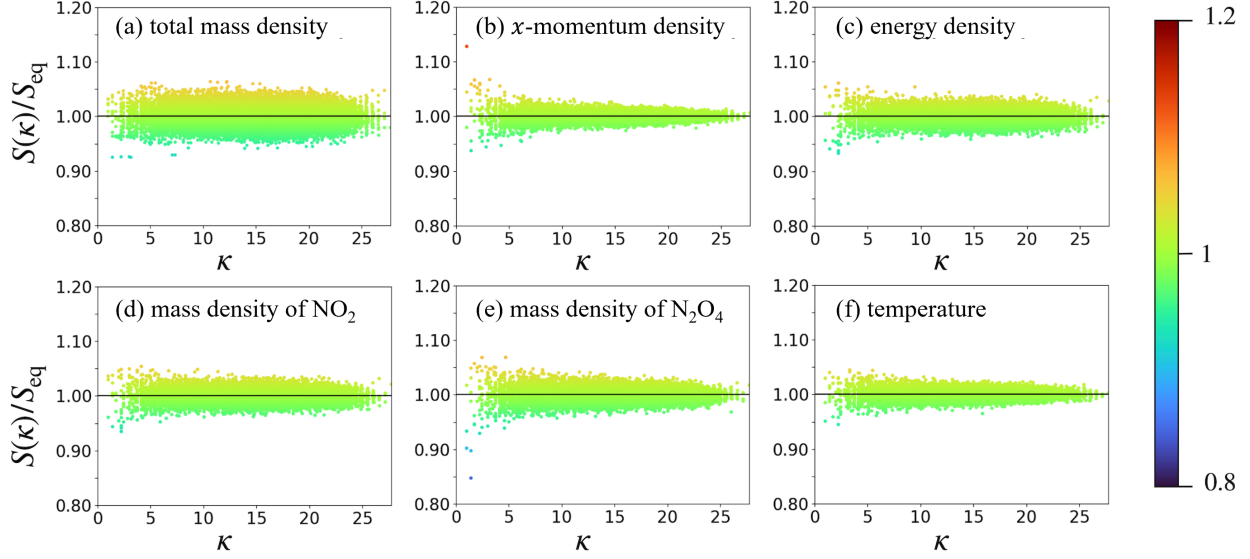 (a) total mass density
(b) x-momentum density
(c) energy density
S(κ)/S_eq
1.20
1.10
1.00
0.90
0.80
0 5 10 15 20 25
κ
1.20
1.10
1.00
0.90
0.80
0 5 10 15 20 25
κ
1.20
1.10
1.00
0.90
0.80
0 5 10 15 20 25
κ
(d) mass density of NO₂
(e) mass density of N₂O₄
(f) temperature
S(κ)/S_eq
1.20
1.10
1.00
0.90
0.80
0 5 10 15 20 25
κ
1.20
1.10
1.00
0.90
0.80
0 5 10 15 20 25
κ
1.20
1.10
1.00
0.90
0.80
0 5 10 15 20 25
κ
1.2
1
0.8